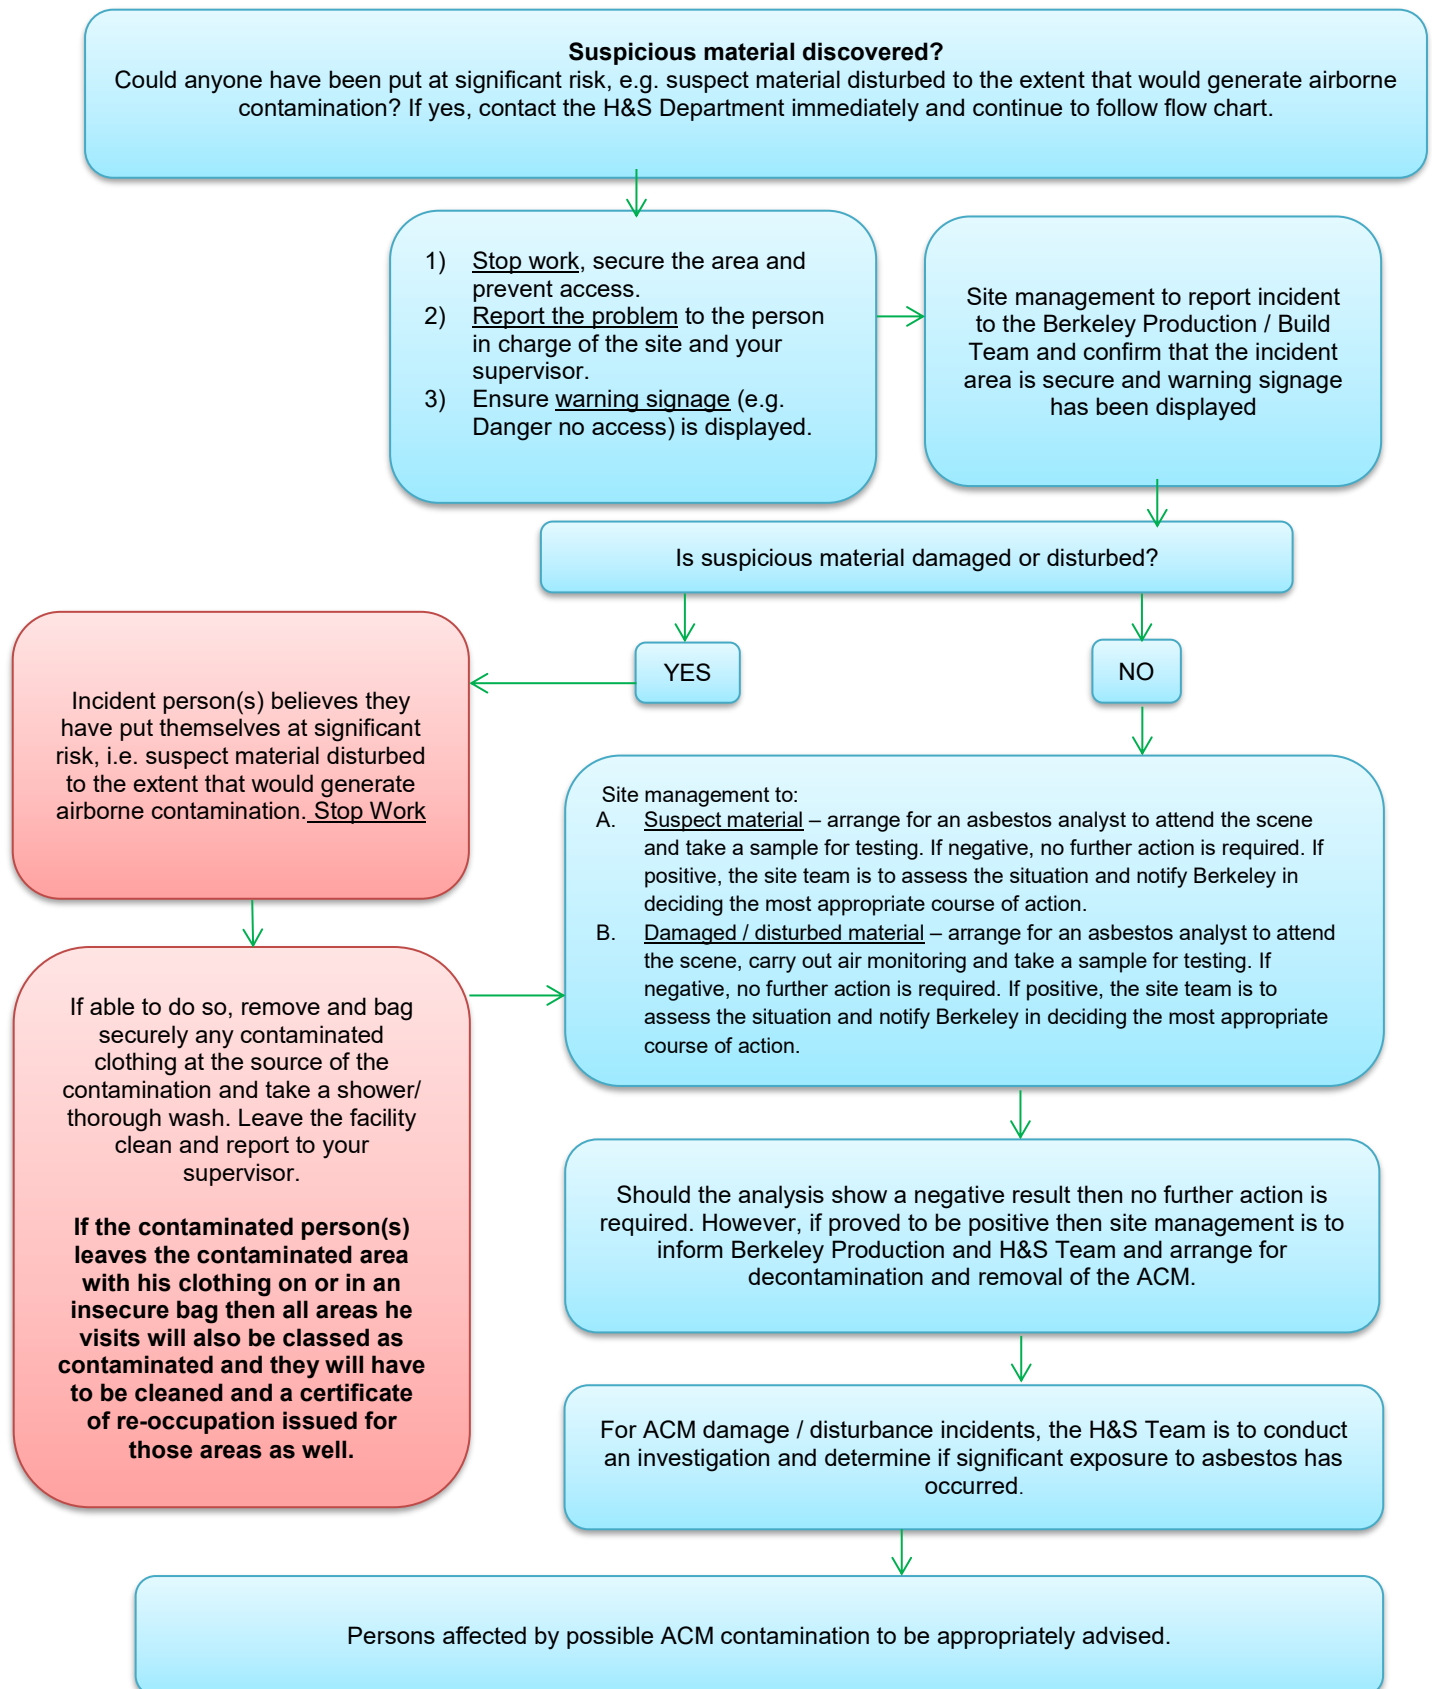 Suspicious material discovered?
Could anyone have been put at significant risk, e.g. suspect material disturbed to the extent that would generate airborne
contamination? If yes, contact the H&S Department immediately and continue to follow flow chart.
1) Stop work, secure the area and
prevent access.
2) Report the problem to the person
in charge of the site and your
supervisor.
3) Ensure warning signage (e.g.
Danger no access) is displayed.
Site management to report incident
to the Berkeley Production / Build
Team and confirm that the incident
area is secure and warning signage
has been displayed
Is suspicious material damaged or disturbed?
YES
NO
Incident person(s) believes they
have put themselves at significant
risk, i.e. suspect material disturbed
to the extent that would generate
airborne contamination. Stop Work
If able to do so, remove and bag
securely any contaminated
clothing at the source of the
contamination and take a shower/
thorough wash. Leave the facility
clean and report to your
supervisor.
If the contaminated person(s)
leaves the contaminated area
with his clothing on or in an
insecure bag then all areas he
visits will also be classed as
contaminated and they will have
to be cleaned and a certificate
of re-occupation issued for
those areas as well.
Site management to:
A. Suspect material – arrange for an asbestos analyst to attend the scene
and take a sample for testing. If negative, no further action is required. If
positive, the site team is to assess the situation and notify Berkeley in
deciding the most appropriate course of action.
B. Damaged / disturbed material – arrange for an asbestos analyst to attend
the scene, carry out air monitoring and take a sample for testing. If
negative, no further action is required. If positive, the site team is to
assess the situation and notify Berkeley in deciding the most appropriate
course of action.
Should the analysis show a negative result then no further action is
required. However, if proved to be positive then site management is to
inform Berkeley Production and H&S Team and arrange for
decontamination and removal of the ACM.
For ACM damage / disturbance incidents, the H&S Team is to conduct
an investigation and determine if significant exposure to asbestos has
occurred.
Persons affected by possible ACM contamination to be appropriately advised.